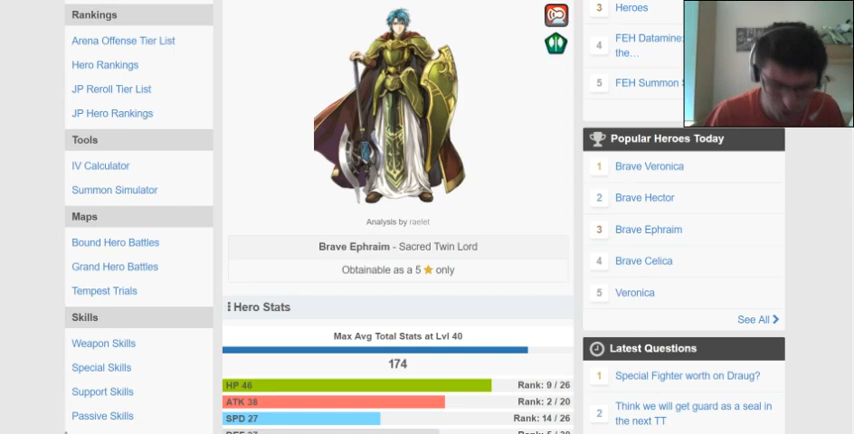 Rankings
Arena Offense Tier List
Hero Rankings
JP Reroll Tier List
JP Hero Rankings
Tools
IV Calculator
Summon Simulator
Maps
Bound Hero Battles
Grand Hero Battles
Tempest Trials
Skills
Weapon Skills
Special Skills
Support Skills
Passive Skills
Analysis by raelet
Brave Ephraim - Sacred Twin Lord
Obtainable as a 5 only
Hero Stats
Max Avg Total Stats at Lvl 40
174
HP 46 Rank: 9 / 26
ATK 38 Rank: 2 / 20
SPD 27 Rank: 14 / 26
3 Heroes
4 FEH Datamine:
the...
5 FEH Summon
Popular Heroes Today
1 Brave Veronica
2 Brave Hector
3 Brave Ephraim
4 Brave Celica
5 Veronica
See All
Latest Questions
1 Special Fighter worth on Draug?
2 Think we will get guard as a seal in
the next TT